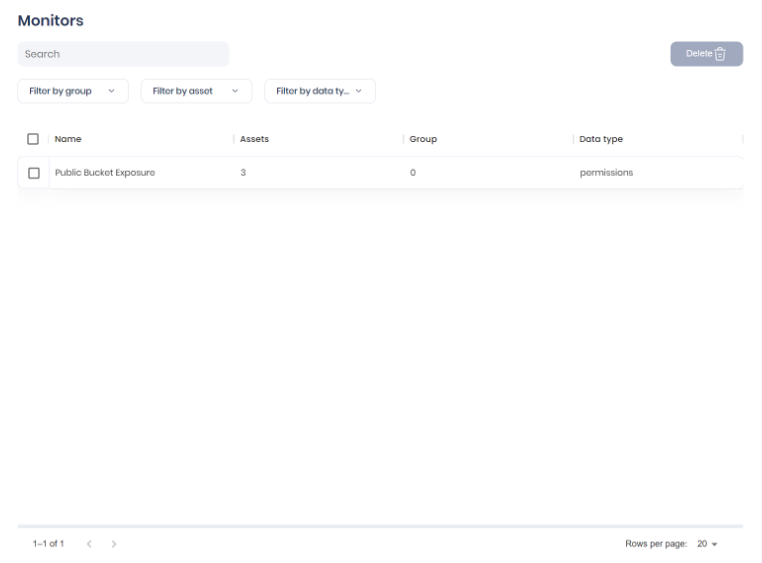 Monitors
Search
Delete
Filter by group
Filter by asset
Filter by data ty...
Name Assets Group Data type
Public Bucket Exposure 3 0 permissions
1–1 of 1
Rows per page: 20